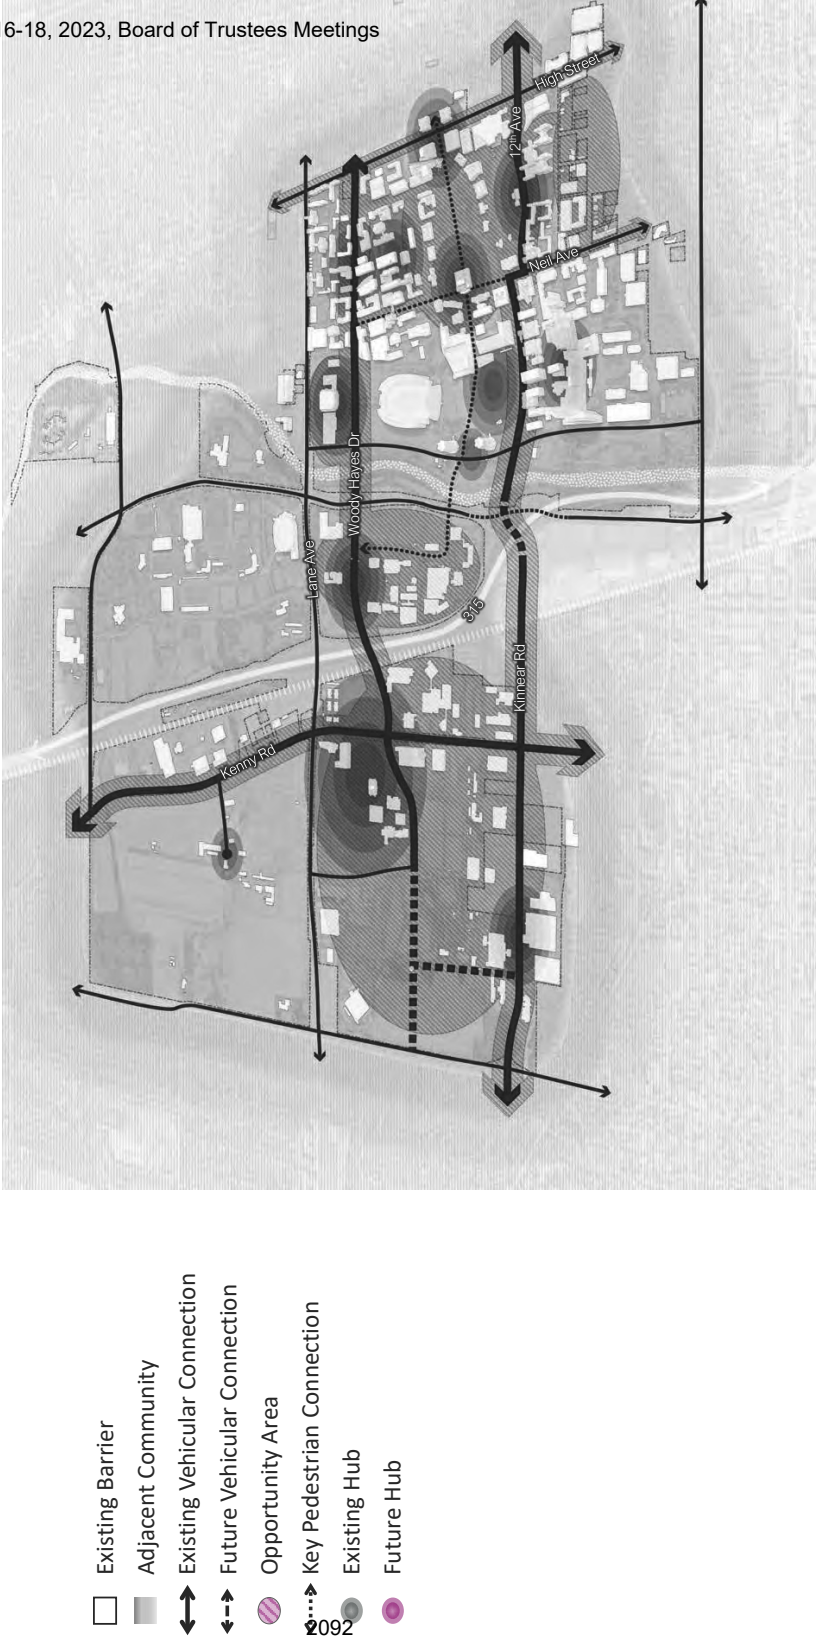 16-18, 2023, Board of Trustees Meetings
High Street
12th Ave
Neil Ave
Woody Hayes Dr
Lane Ave
315
Kinnear Rd
Kenny Rd
Existing Barrier
Adjacent Community
Existing Vehicular Connection
Future Vehicular Connection
Opportunity Area
Key Pedestrian Connection
Existing Hub
Future Hub
2092